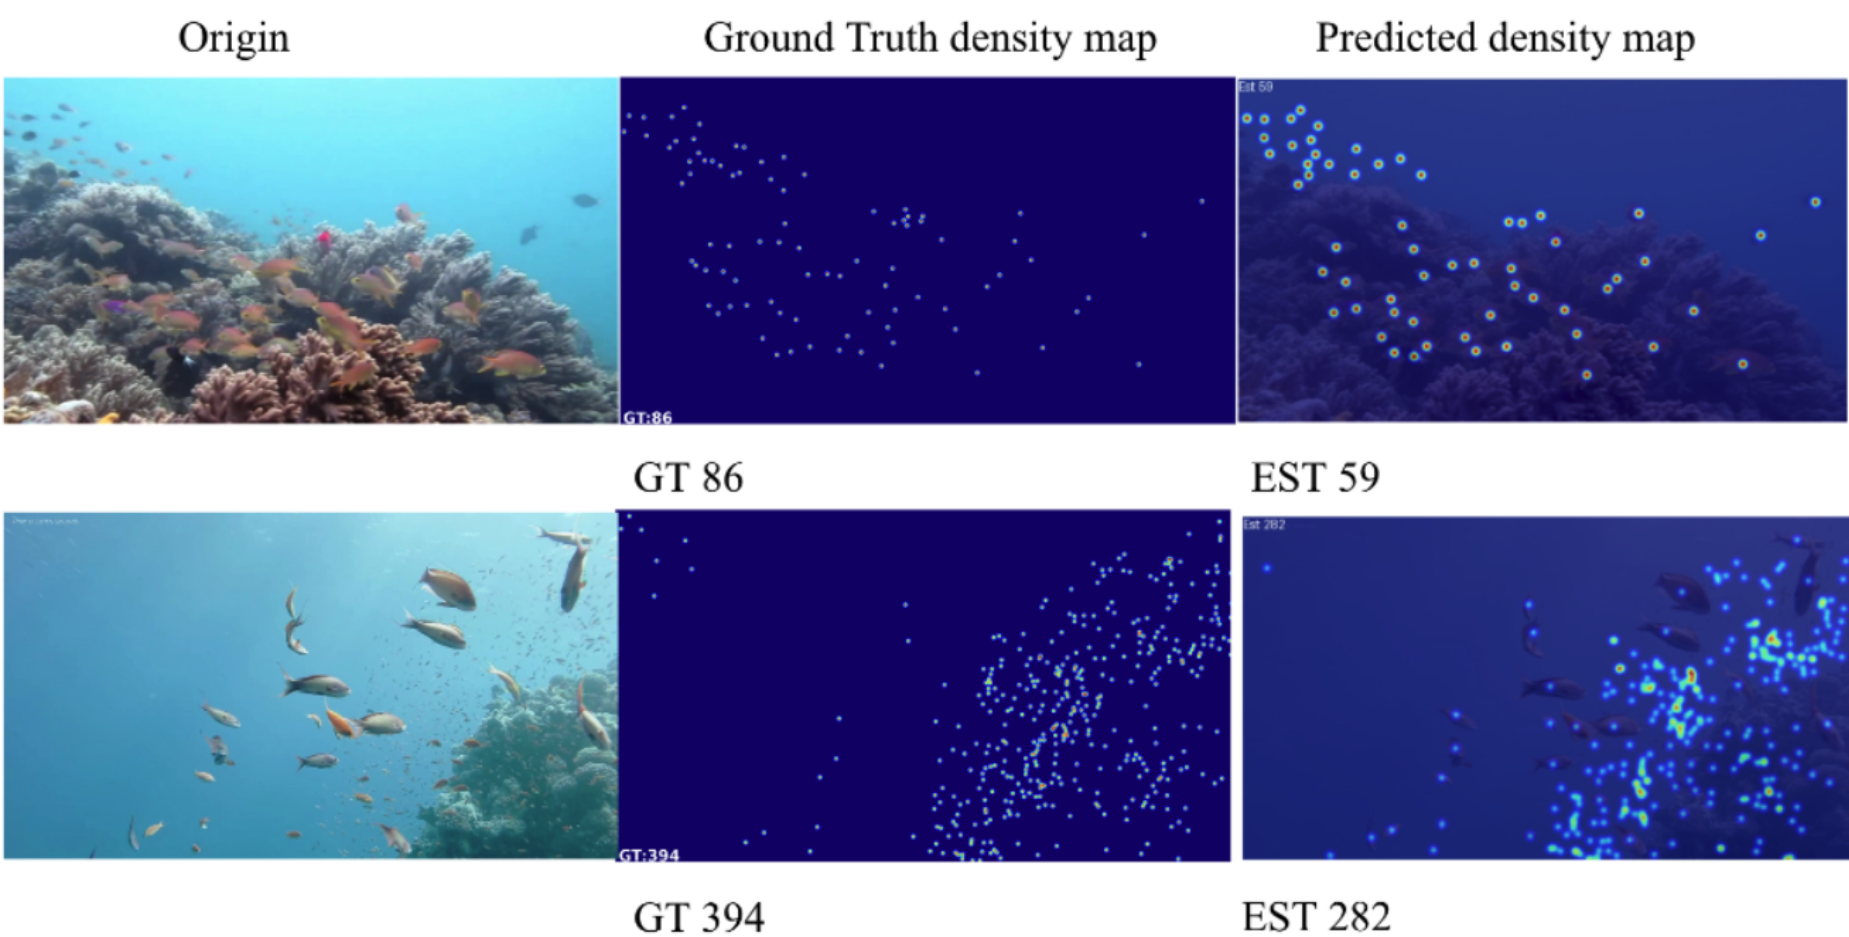 Origin
Ground Truth density map
Predicted density map
Est 59
GT:86
GT 86
EST 59
Est 282
GT:394
GT 394
EST 282